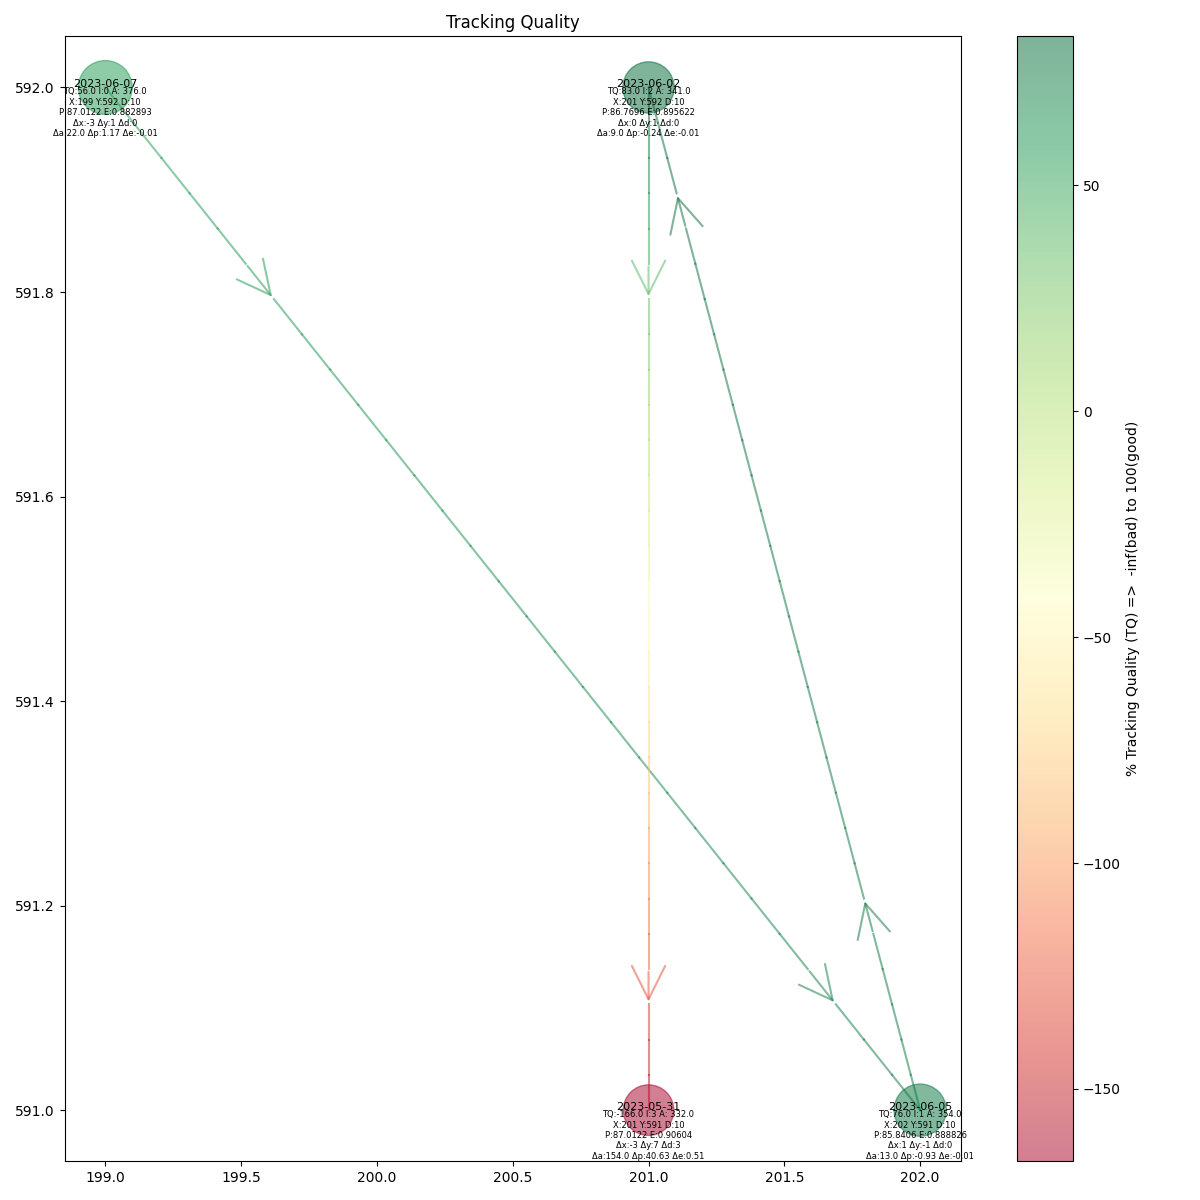 Tracking Quality
592.0
591.8
591.6
591.4
591.2
591.0
2023-06-07
TQ:56.0 I:0 A: 376.0
X:199 Y:592 D:10
P:87.0122 E:0.882893
Δx:-3 Δy:1 Δd:0
Δa:22.0 Δp:1.17 Δe:-0.01
2023-06-02
TQ:83.0 I:2 A: 341.0
X:201 Y:592 D:10
P:86.7696 E:0.895622
Δx:0 Δy:1 Δd:0
Δa:9.0 Δp:-0.24 Δe:-0.01
2023-05-31
TQ:-166.0 I:3 A: 332.0
X:201 Y:591 D:10
P:87.0122 E:0.90604
Δx:-3 Δy:7 Δd:3
Δa:154.0 Δp:40.63 Δe:0.51
2023-06-05
TQ:76.0 I:1 A: 354.0
X:202 Y:591 D:10
P:85.8406 E:0.888826
Δx:1 Δy:-1 Δd:0
Δa:13.0 Δp:-0.93 Δe:-0.01
199.0
199.5
200.0
200.5
201.0
201.5
202.0
50
0
−50
−100
−150
% Tracking Quality (TQ) =>  -inf(bad) to 100(good)